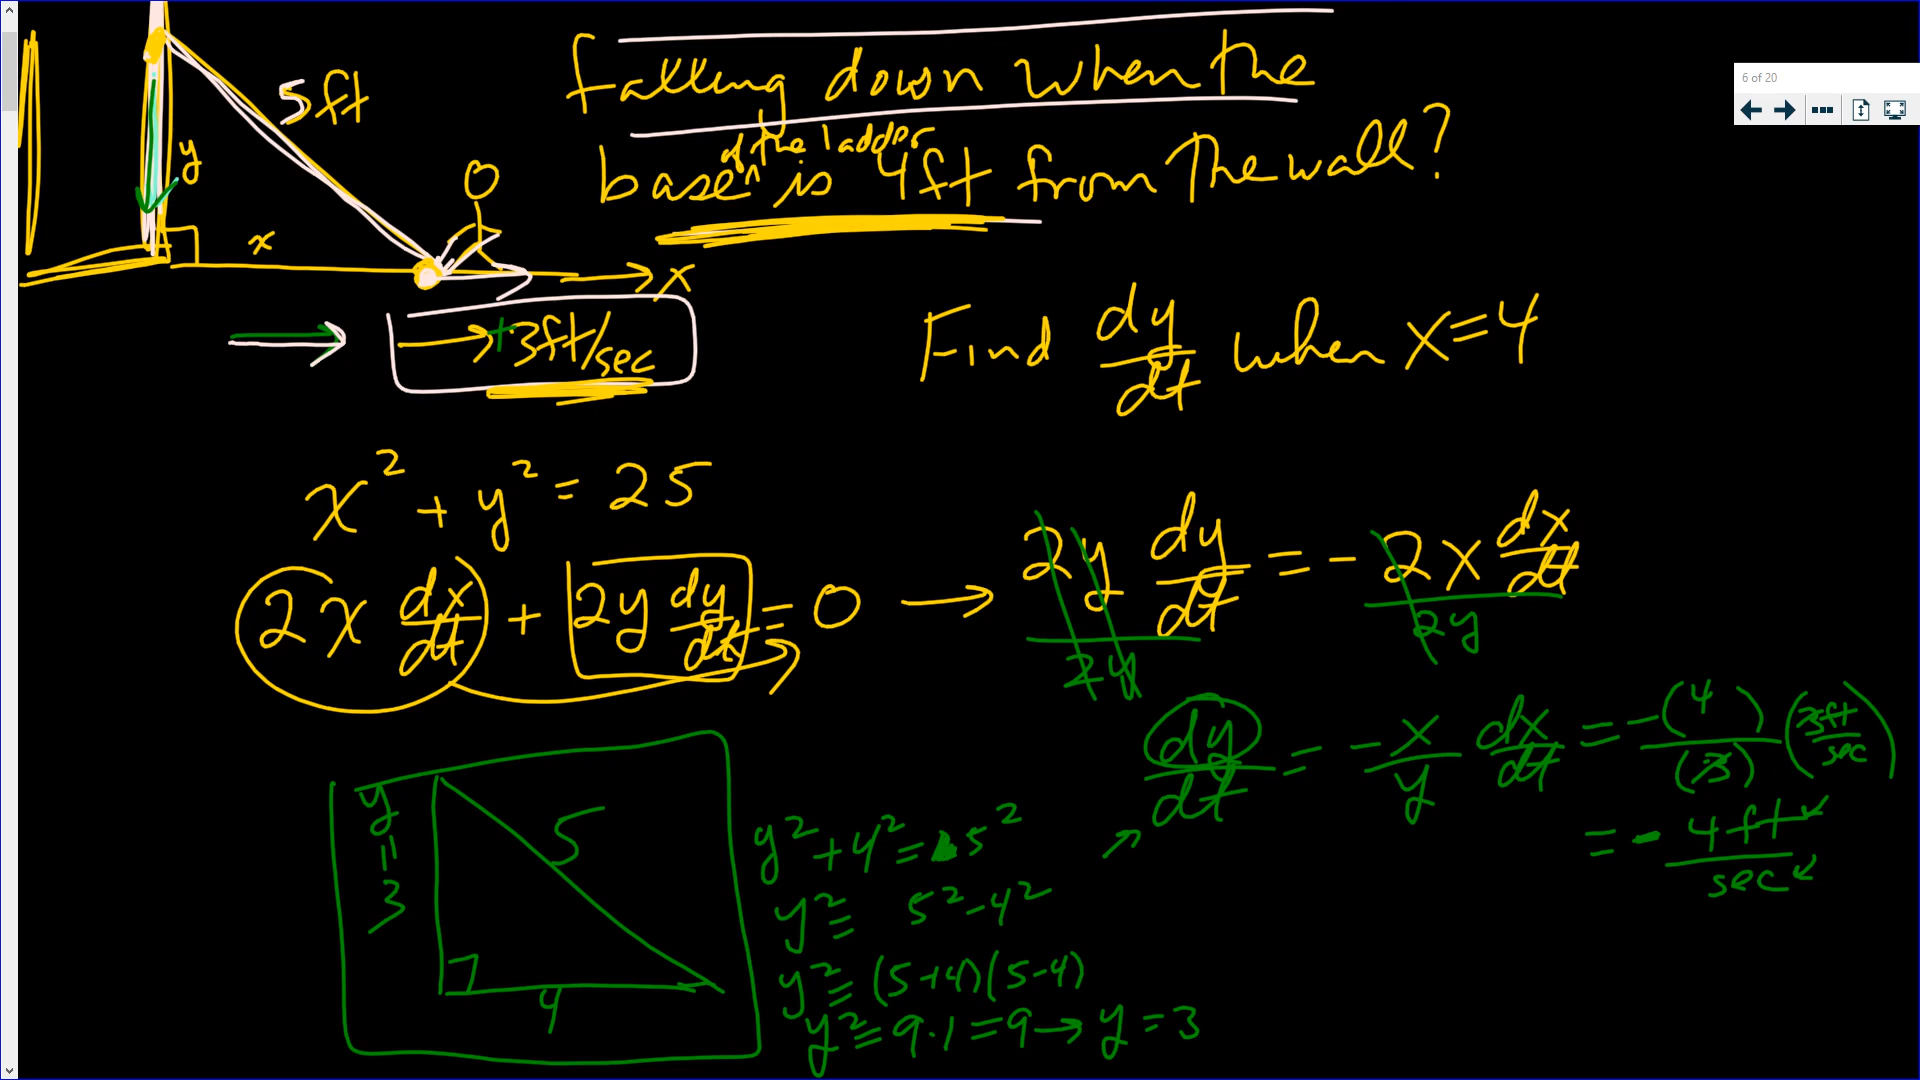 6 of 20
falling down when the
of the ladder
base ^ is 4ft from the wall?
5ft
y
x
x
+3ft/sec
Find dy/dt when x=4
x² + y² = 25
2x dx/dt + 2y dy/dt = 0 → 2y dy/dt = -2x dx/dt
2y 2y
dy/dt = -x/y dx/dt = -(4)/(3) (3ft/sec)
= - 4ft/sec
y = 3
5
4
y² + 4² = 5²
y² = 5² - 4²
y² = (5+4)(5-4)
y² = 9·1 = 9 → y = 3